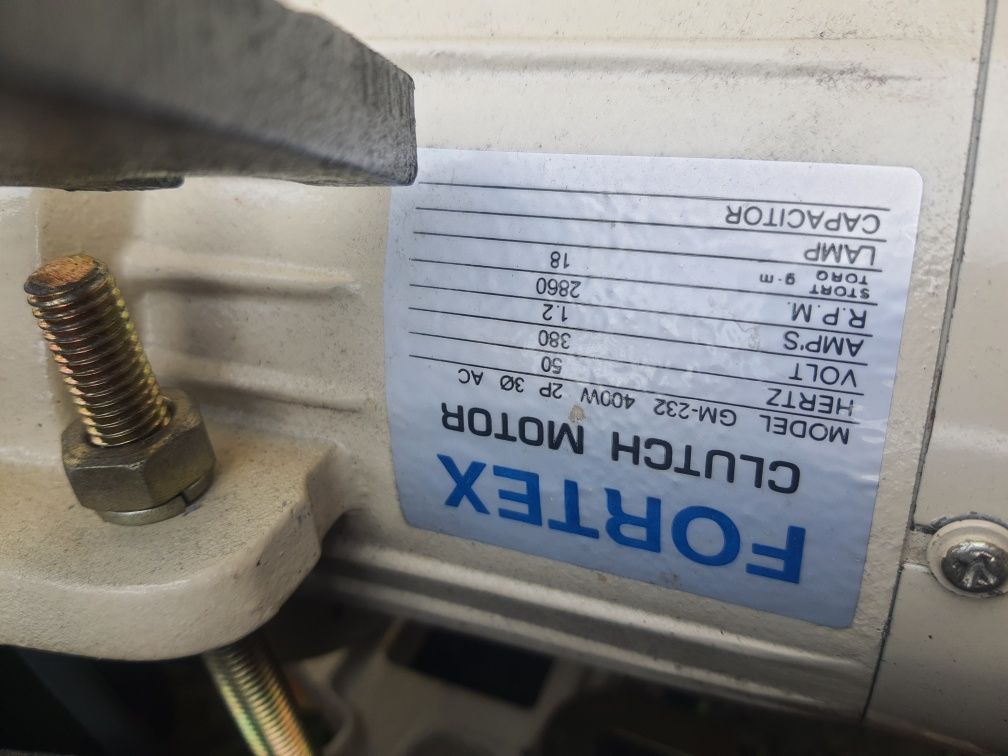 FORTEX
CLUTCH MOTOR
MODEL GM-232 400W 2P 3Ø AC
HERTZ 50
VOLT 380
AMP'S 1.2
R.P.M. 2860
STORT TORQ g·m 18
LAMP
CAPACITOR